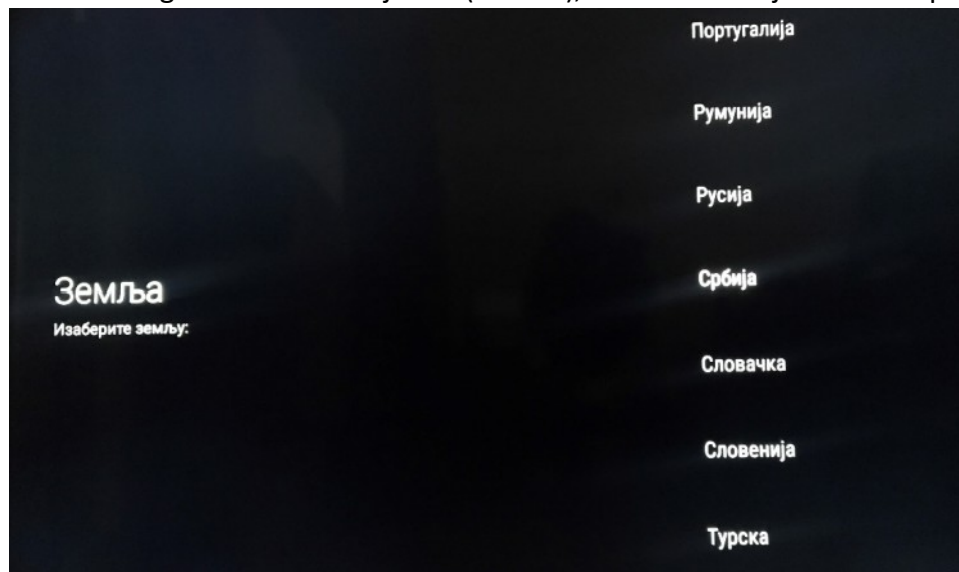 Португалија
Румунија
Русија
Земља
Изаберите земљу:
Србија
Словачка
Словенија
Турска